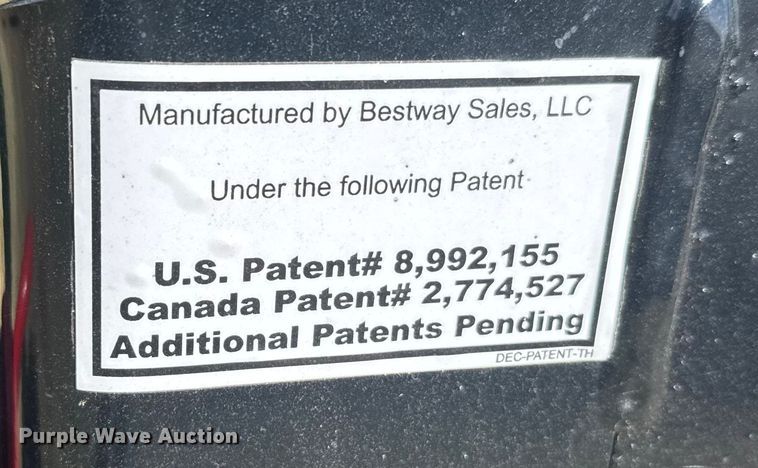 Manufactured by Bestway Sales, LLC
Under the following Patent
U.S. Patent# 8,992,155
Canada Patent# 2,774,527
Additional Patents Pending
DEC-PATENT-TH
Purple Wave Auction